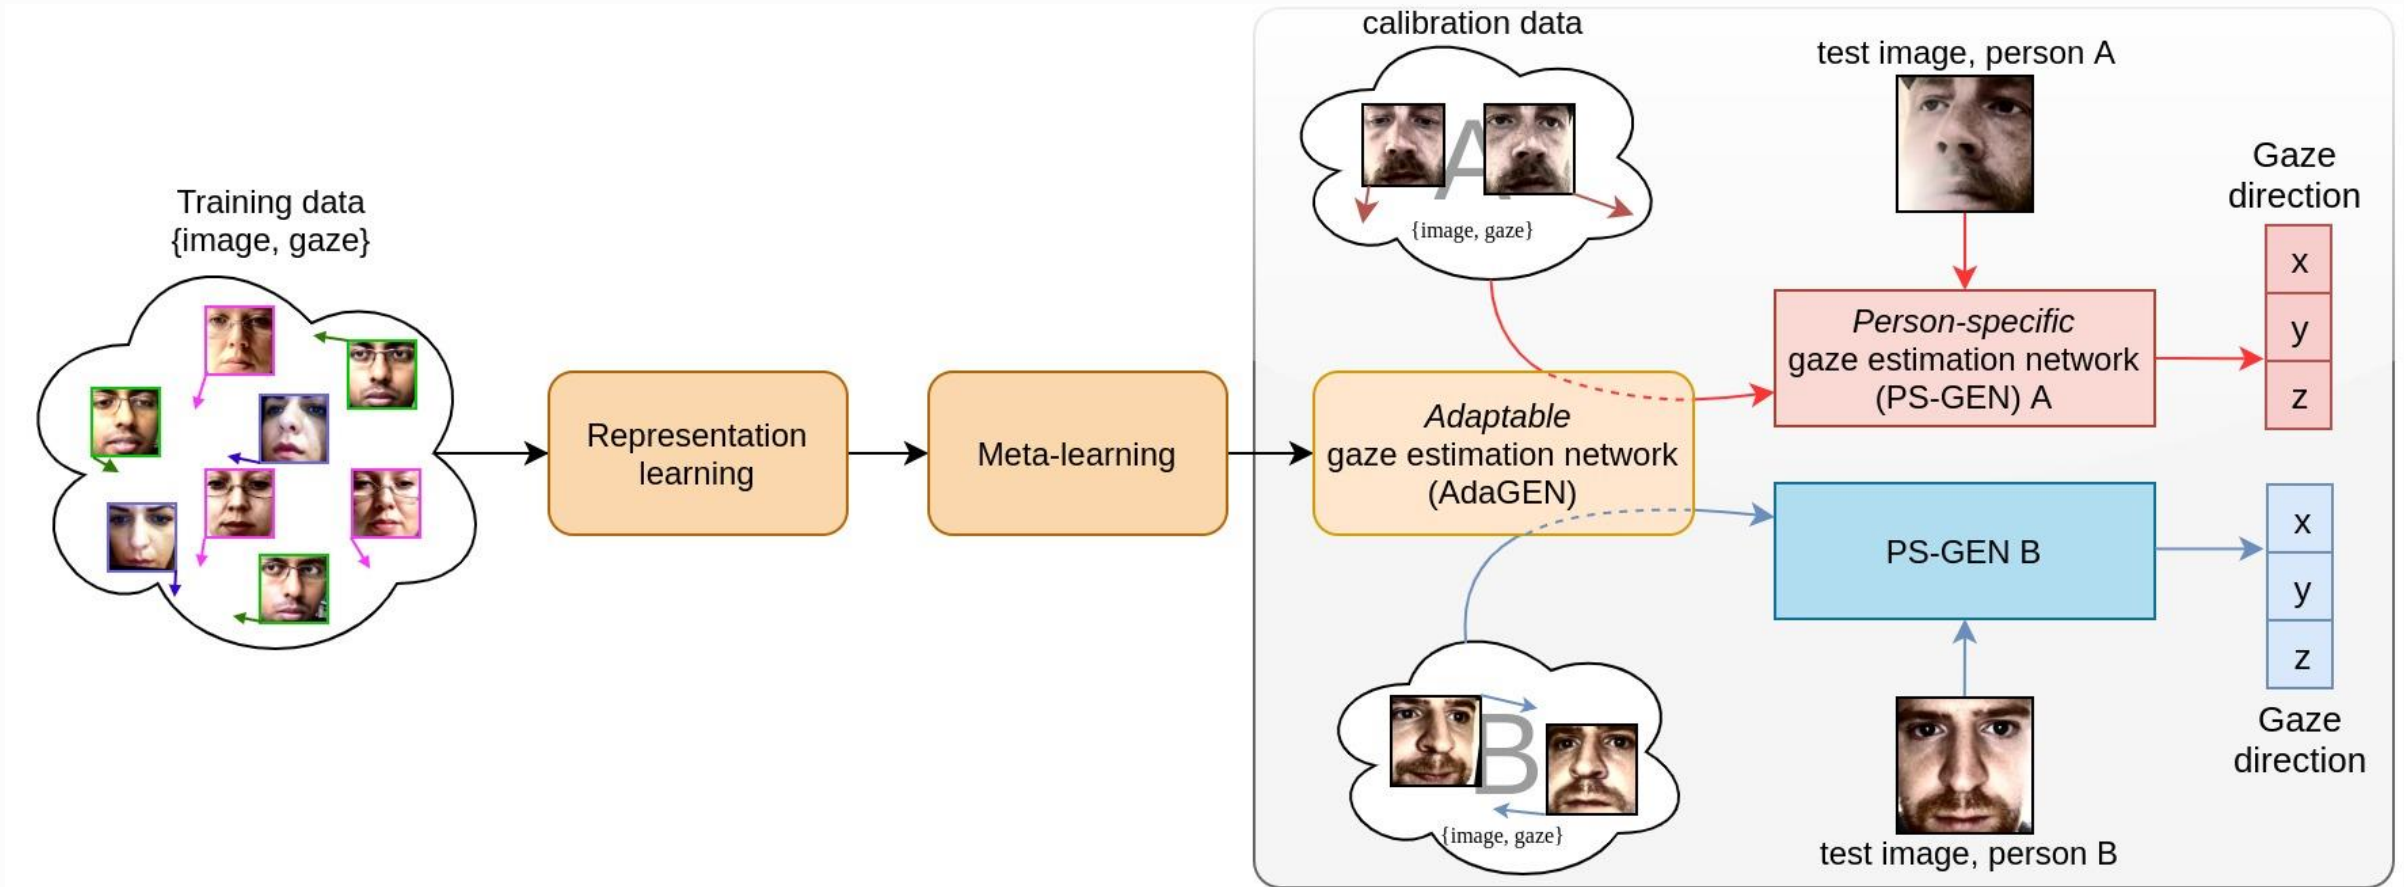 Training data
{image, gaze}
Representation
learning
Meta-learning
calibration data
A
{image, gaze}
Adaptable
gaze estimation network
(AdaGEN)
B
{image, gaze}
test image, person A
Person-specific
gaze estimation network
(PS-GEN) A
Gaze
direction
x
y
z
PS-GEN B
test image, person B
x
y
z
Gaze
direction